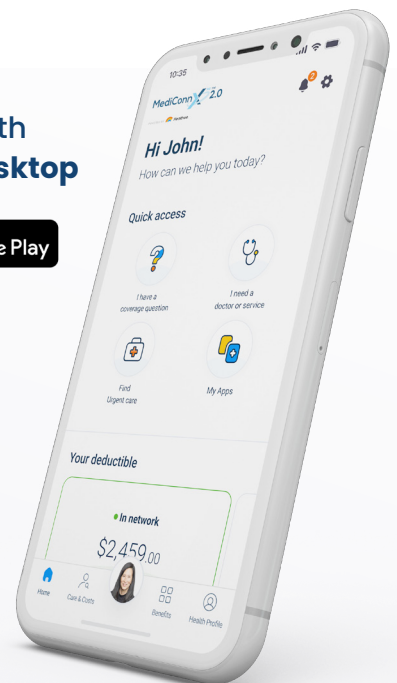 th
sktop
e Play
10:35
MediConnX 2.0
2
Hi John!
How can we help you today?
Quick access
I have a
coverage question
I need a
doctor or service
Find
Urgent care
My Apps
Your deductible
In network
$2,459.00
Home
Care & Costs
Benefits
Health Profile